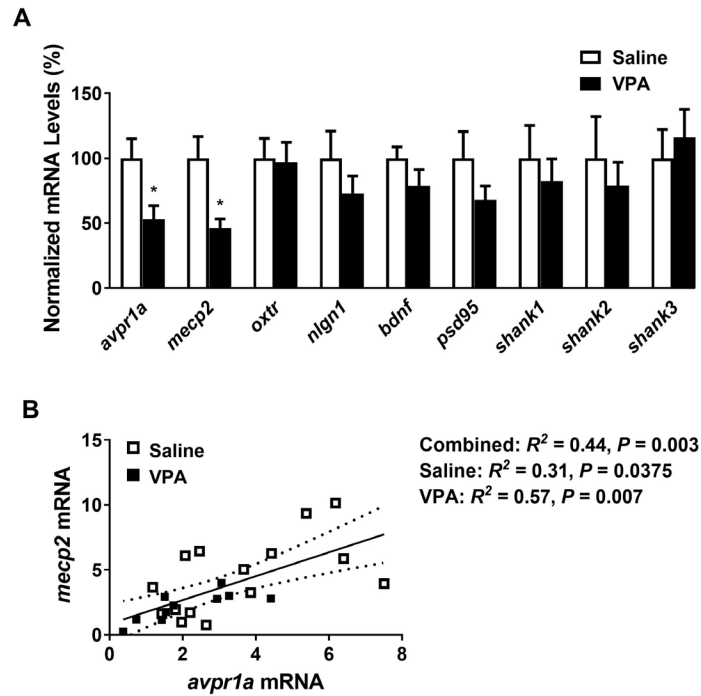 A
Normalized mRNA Levels (%)
Saline
VPA
150
100
50
0
*
*
avpr1a
mecp2
oxtr
nlgn1
bdnf
psd95
shank1
shank2
shank3
B
mecp2 mRNA
Saline
VPA
15
10
5
0
0
2
4
6
8
avpr1a mRNA
Combined: R² = 0.44, P = 0.003
Saline: R² = 0.31, P = 0.0375
VPA: R² = 0.57, P = 0.007